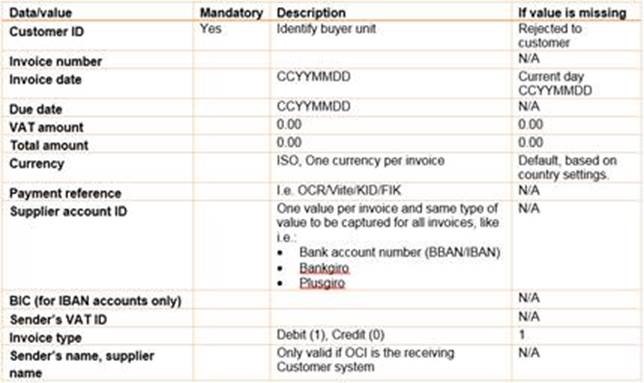 Data/value Mandatory Description If value is missing
Customer ID Yes Identify buyer unit Rejected to
customer
Invoice number N/A
Invoice date CCYYMMDD Current day
CCYYMMDD
Due date CCYYMMDD N/A
VAT amount 0.00 0.00
Total amount 0.00 0.00
Currency ISO, One currency per invoice Default, based on
country settings.
Payment reference I.e. OCR/Viite/KID/FIK N/A
Supplier account ID One value per invoice and same type of N/A
value to be captured for all invoices, like
i.e.:
• Bank account number (BBAN/IBAN)
• Bankgiro
• Plusgiro
BIC (for IBAN accounts only) N/A
Sender's VAT ID N/A
Invoice type Debit (1), Credit (0) 1
Sender's name, supplier Only valid if OCI is the receiving N/A
name Customer system